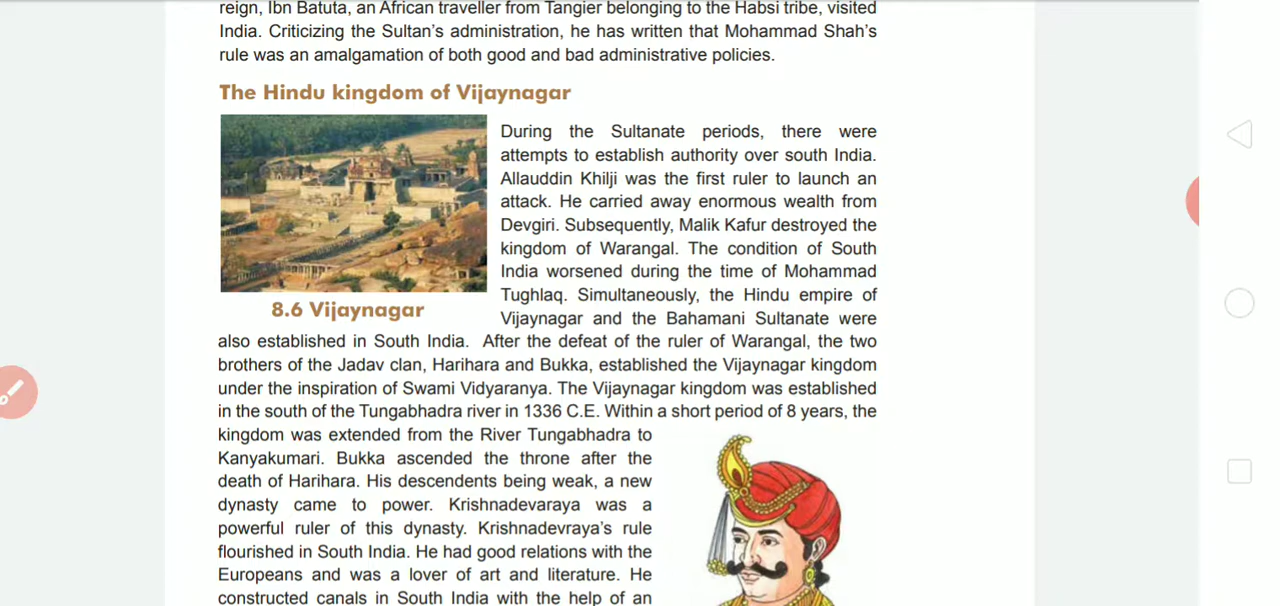 reign, Ibn Batuta, an African traveller from Tangier belonging to the Habsi tribe, visited
India. Criticizing the Sultan's administration, he has written that Mohammad Shah's
rule was an amalgamation of both good and bad administrative policies.
The Hindu kingdom of Vijaynagar
During the Sultanate periods, there were
attempts to establish authority over south India.
Allauddin Khilji was the first ruler to launch an
attack. He carried away enormous wealth from
Devgiri. Subsequently, Malik Kafur destroyed the
kingdom of Warangal. The condition of South
India worsened during the time of Mohammad
Tughlaq. Simultaneously, the Hindu empire of
8.6 Vijaynagar
Vijaynagar and the Bahamani Sultanate were
also established in South India. After the defeat of the ruler of Warangal, the two
brothers of the Jadav clan, Harihara and Bukka, established the Vijaynagar kingdom
under the inspiration of Swami Vidyaranya. The Vijaynagar kingdom was established
in the south of the Tungabhadra river in 1336 C.E. Within a short period of 8 years, the
kingdom was extended from the River Tungabhadra to
Kanyakumari. Bukka ascended the throne after the
death of Harihara. His descendents being weak, a new
dynasty came to power. Krishnadevaraya was a
powerful ruler of this dynasty. Krishnadevraya's rule
flourished in South India. He had good relations with the
Europeans and was a lover of art and literature. He
constructed canals in South India with the help of an